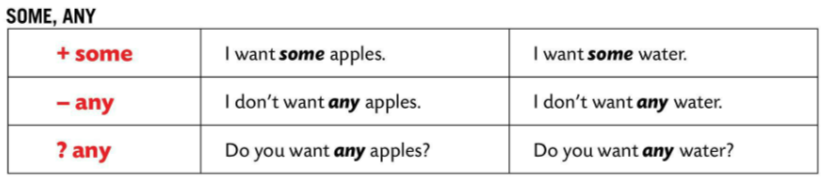 SOME, ANY
+ some I want some apples. I want some water.
– any I don't want any apples. I don't want any water.
? any Do you want any apples? Do you want any water?